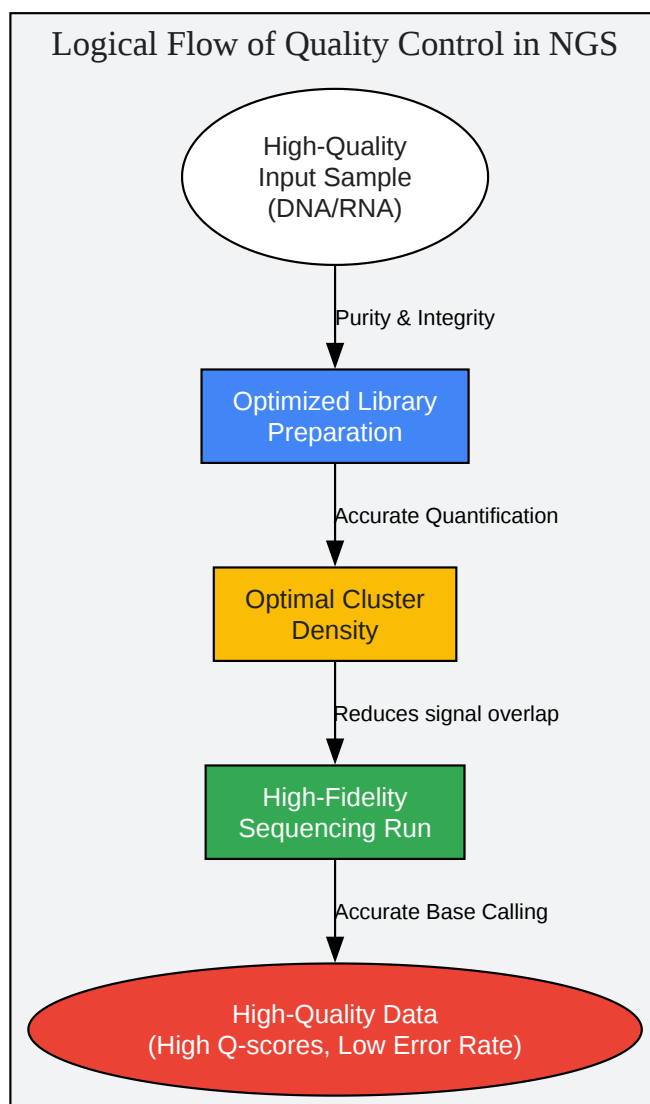 Logical Flow of Quality Control in NGS
High-Quality
Input Sample
(DNA/RNA)
Purity & Integrity
Optimized Library
Preparation
Accurate Quantification
Optimal Cluster
Density
Reduces signal overlap
High-Fidelity
Sequencing Run
Accurate Base Calling
High-Quality Data
(High Q-scores, Low Error Rate)